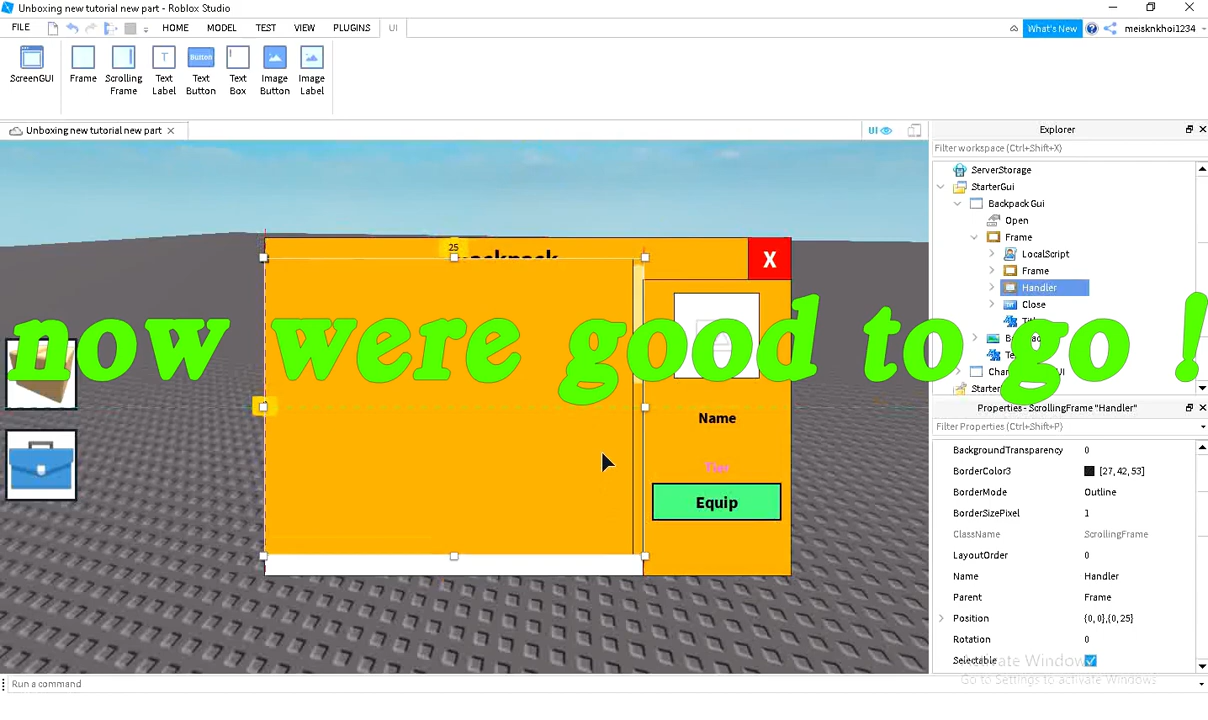 Unboxing new tutorial new part - Roblox Studio
FILE HOME MODEL TEST VIEW PLUGINS UI What's New meisknkhoi1234
ScreenGUI Frame Scrolling Frame Text Label Text Button Text Box Image Button Image Label
Button
Unboxing new tutorial new part
UI
Explorer
Filter workspace (Ctrl+Shift+X)
ServerStorage
StarterGui
Backpack Gui
Open
Frame
LocalScript
Frame
Handler
Close
25
X
now were good to go !
Name
Tier
Equip
Properties - ScrollingFrame "Handler"
Filter Properties (Ctrl+Shift+P)
BackgroundTransparency 0
BorderColor3 [27, 42, 53]
BorderMode Outline
BorderSizePixel 1
ClassName ScrollingFrame
LayoutOrder 0
Name Handler
Parent Frame
Position {0, 0},{0, 25}
Rotation 0
Selectable
Activate Windows
Go to Settings to activate Windows.
Run a command